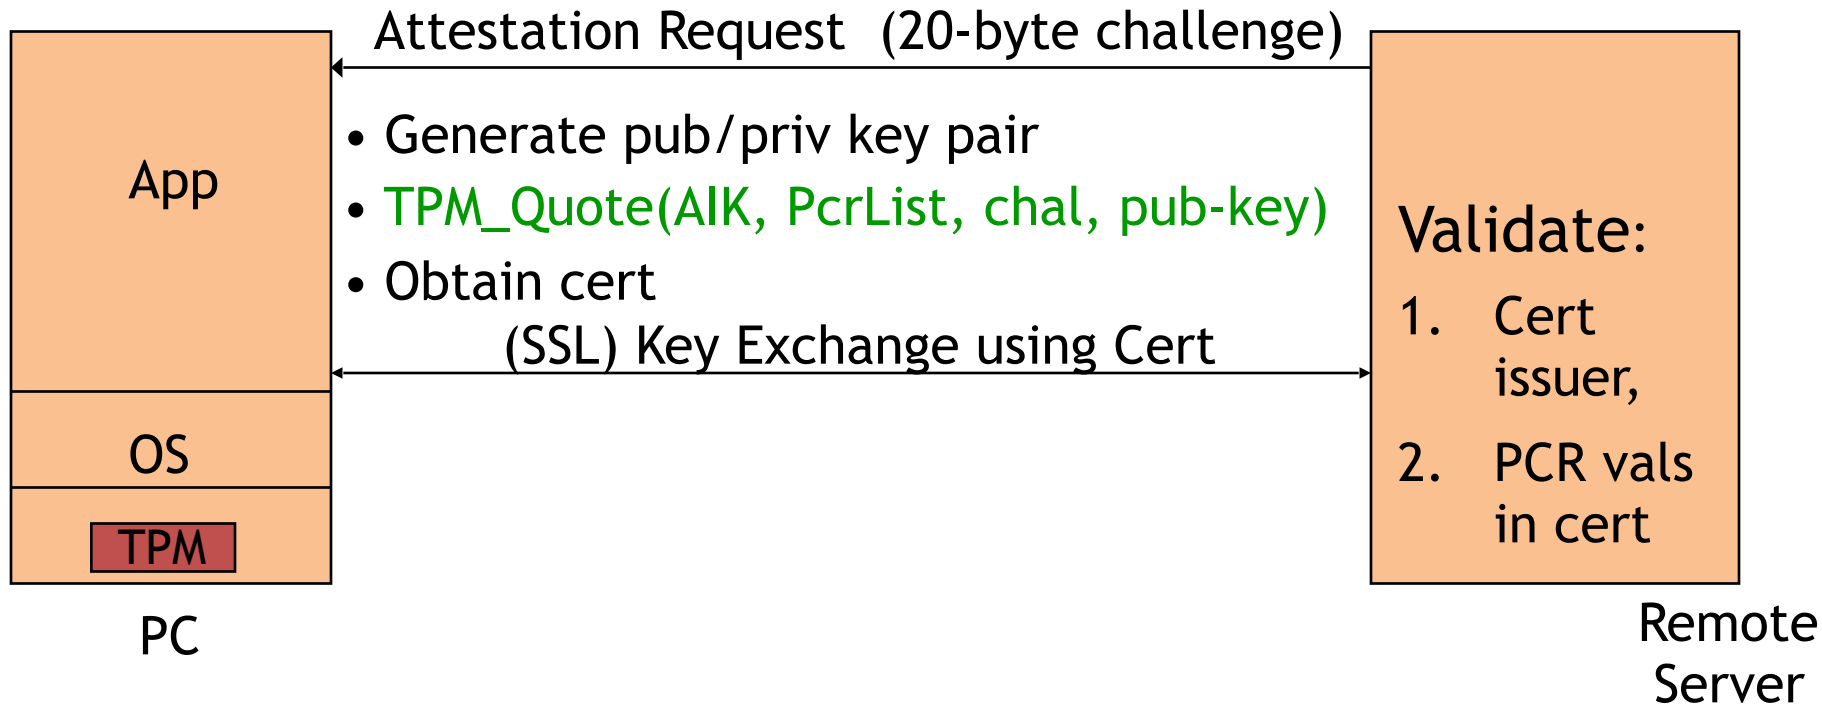 Attestation Request (20-byte challenge)
• Generate pub/priv key pair
• TPM_Quote(AIK, PcrList, chal, pub-key)
• Obtain cert
(SSL) Key Exchange using Cert
App
OS
TPM
PC
Validate:
1. Cert
issuer,
2. PCR vals
in cert
Remote
Server